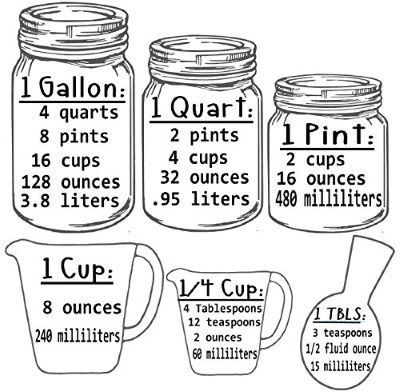 1 Gallon:
4 quarts
8 pints
16 cups
128 ounces
3.8 liters
1 Quart:
2 pints
4 cups
32 ounces
.95 liters
1 Pint:
2 cups
16 ounces
480 milliliters
1 Cup:
8 ounces
240 milliliters
1/4 Cup:
4 Tablespoons
12 teaspoons
2 ounces
60 milliliters
1 TBLS:
3 teaspoons
1/2 fluid ounce
15 milliliters